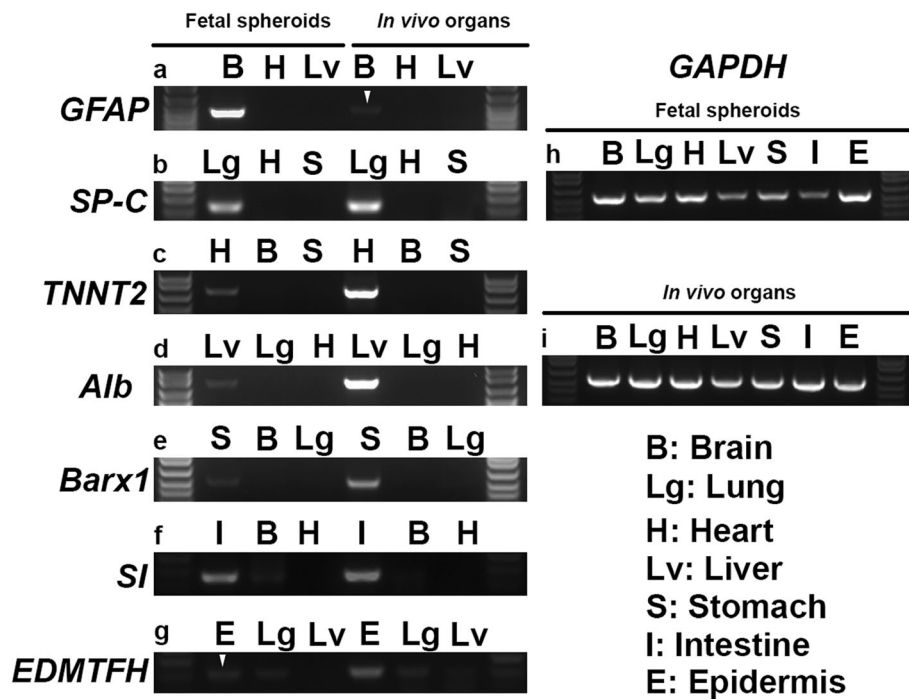 Fetal spheroids In vivo organs
a B H Lv B H Lv
GFAP
b Lg H S Lg H S
SP-C
c H B S H B S
TNNT2
d Lv Lg H Lv Lg H
Alb
e S B Lg S B Lg
Barx1
f I B H I B H
SI
g E Lg Lv E Lg Lv
EDMTFH
GAPDH
Fetal spheroids
h B Lg H Lv S I E
In vivo organs
i B Lg H Lv S I E
B: Brain
Lg: Lung
H: Heart
Lv: Liver
S: Stomach
I: Intestine
E: Epidermis